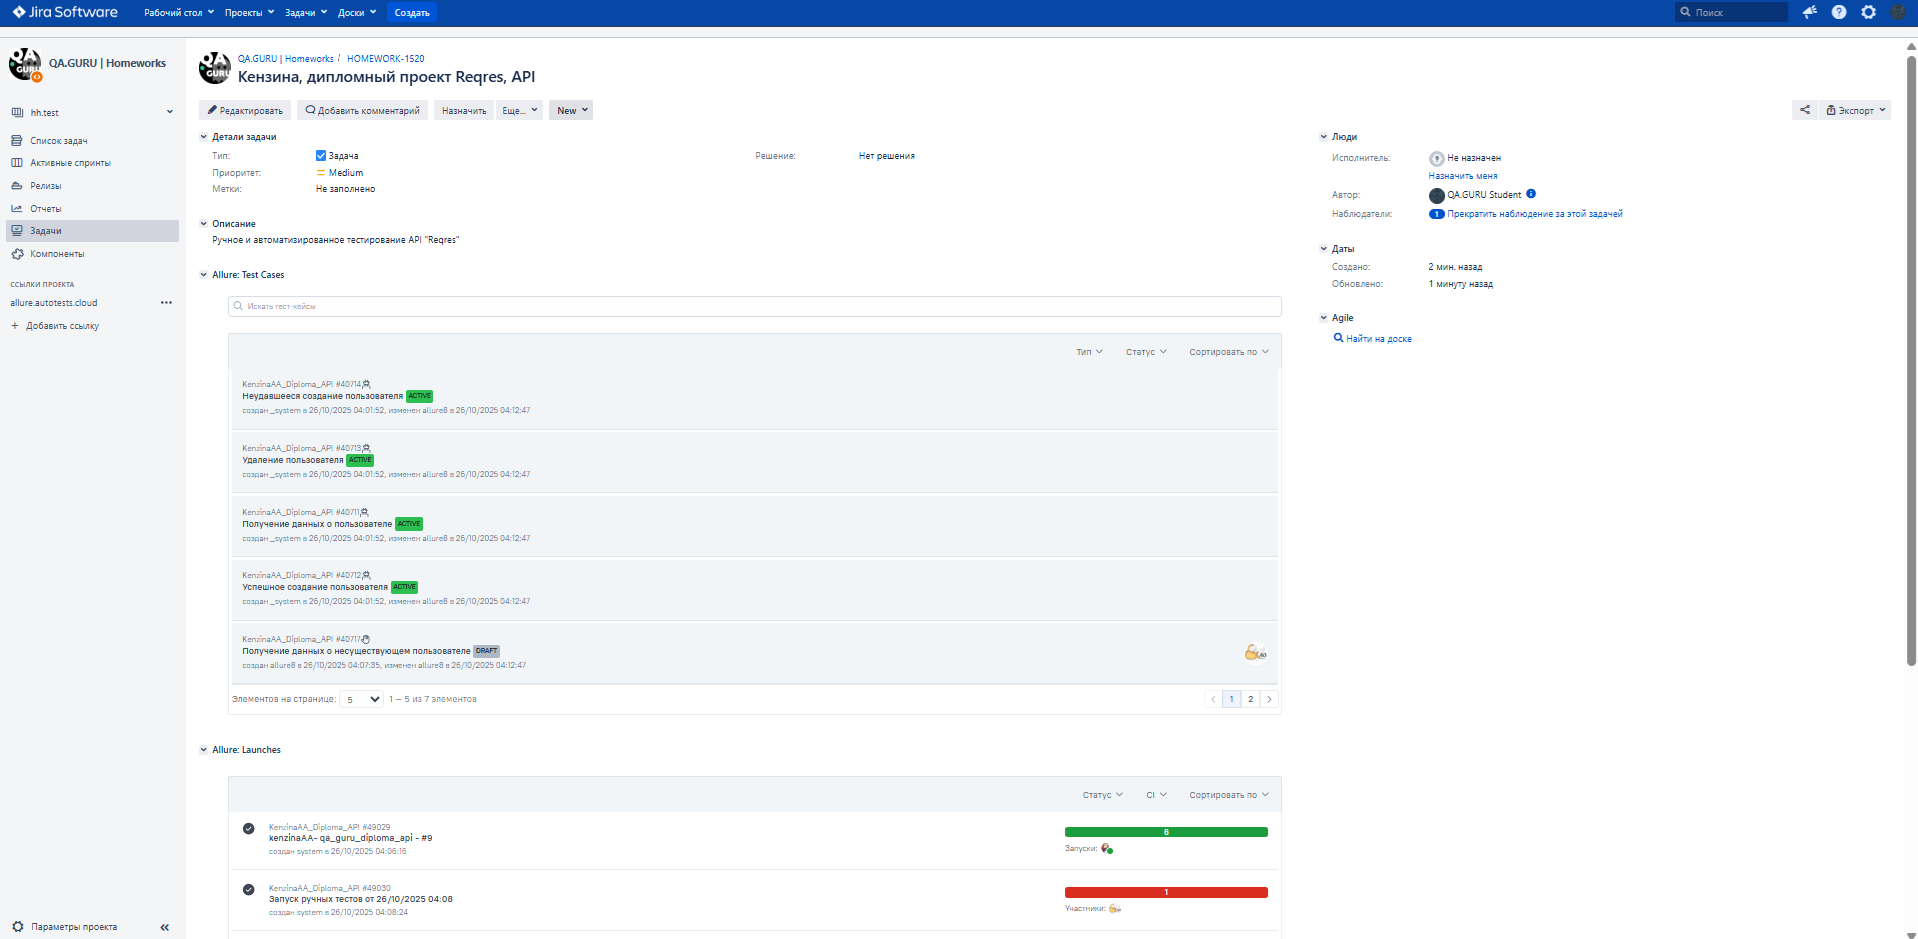 Jira Software
Рабочий стол
Проекты
Задачи
Доски
Создать
Поиск
QA.GURU | Homeworks
hh.test
Список задач
Активные спринты
Релизы
Отчеты
Задачи
Компоненты
ССЫЛКИ ПРОЕКТА
allure.autotests.cloud
Добавить ссылку
Параметры проекта
QA.GURU | Homeworks / HOMEWORK-1520
Кензина, дипломный проект Reqres, API
Редактировать
Добавить комментарий
Назначить
Еще...
New
Экспорт
Детали задачи
Тип: Задача
Решение: Нет решения
Приоритет: Medium
Метки: Не заполнено
Описание
Ручное и автоматизированное тестирование API "Reqres"
Allure: Test Cases
Искать тест-кейсы
Тип Статус Сортировать по
KenzinaAA_Diploma_API #40714
Неудавшееся создание пользователя ACTIVE
создан _system в 26/10/2025 04:01:52, изменен allure8 в 26/10/2025 04:12:47
KenzinaAA_Diploma_API #40713
Удаление пользователя ACTIVE
создан _system в 26/10/2025 04:01:52, изменен allure8 в 26/10/2025 04:12:47
KenzinaAA_Diploma_API #40711
Получение данных о пользователе ACTIVE
создан _system в 26/10/2025 04:01:52, изменен allure8 в 26/10/2025 04:12:47
KenzinaAA_Diploma_API #40712
Успешное создание пользователя ACTIVE
создан _system в 26/10/2025 04:01:52, изменен allure8 в 26/10/2025 04:12:47
KenzinaAA_Diploma_API #40717
Получение данных о несуществующем пользователе DRAFT
создан allure8 в 26/10/2025 04:07:35, изменен allure8 в 26/10/2025 04:12:47
Элементов на странице: 5 1 — 5 из 7 элементов
1 2
Allure: Launches
Статус CI Сортировать по
KenzinaAA_Diploma_API #49029
kenzinaAA- qa_guru_diploma_api - #9
создан system в 26/10/2025 04:06:16
6
Запуски:
KenzinaAA_Diploma_API #49030
Запуск ручных тестов от 26/10/2025 04:08
создан system в 26/10/2025 04:08:24
1
Участники:
Люди
Исполнитель: Не назначен
Назначить меня
Автор: QA.GURU Student
Наблюдатели: 1 Прекратить наблюдение за этой задачей
Даты
Создано: 2 мин. назад
Обновлено: 1 минуту назад
Agile
Найти на доске